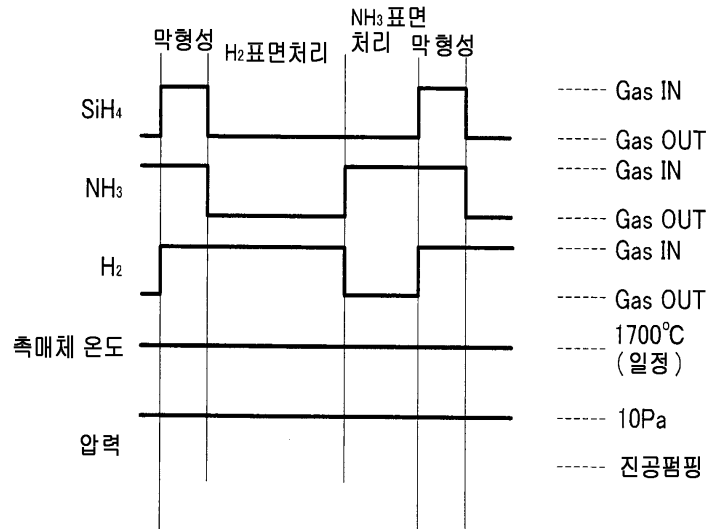 막형성
H₂표면처리
NH₃표면
처리
막형성
SiH₄
Gas IN
Gas OUT
NH₃
Gas IN
Gas OUT
H₂
Gas IN
Gas OUT
촉매체 온도
1700°C
(일정)
압력
10Pa
진공펌핑